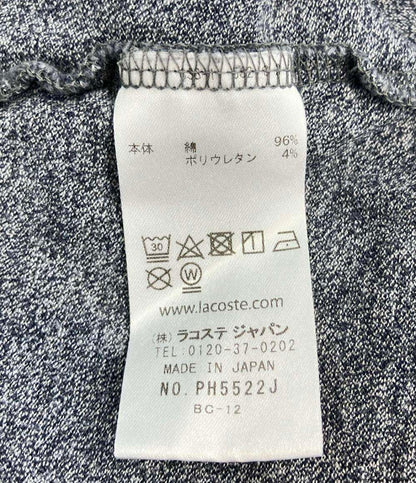 本体 綿 96%
ポリウレタン 4%
30
W
www.lacoste.com
(株) ラコステ ジャパン
TEL.0120-37-0202
MADE IN JAPAN
NO. PH5522J
BC-12